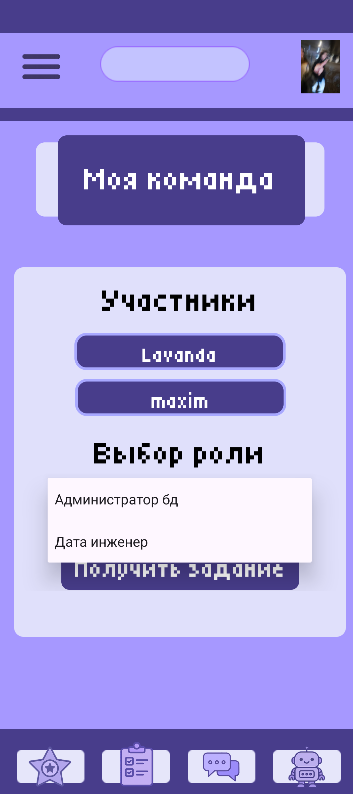 Моя команда
Участники
Lavanda
maxim
Выбор роли
Администратор бд
Дата инженер
Получить задание